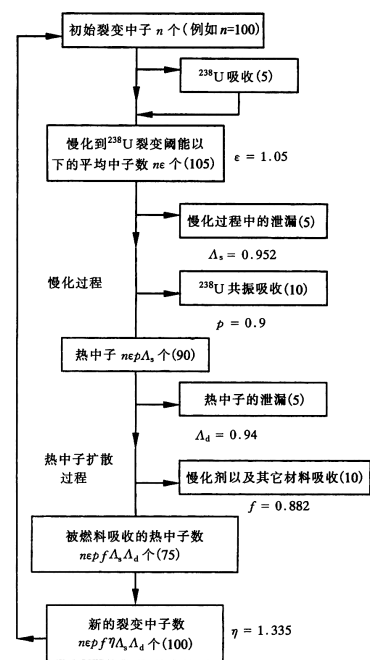 初始裂变中子 n 个(例如n=100)
²³⁸U 吸收(5)
慢化到²³⁸U 裂变阈能以
下的平均中子数 nε 个(105)
ε = 1.05
慢化过程中的泄漏(5)
Λₛ = 0.952
慢化过程
²³⁸U 共振吸收(10)
p = 0.9
热中子 nεpΛₛ 个(90)
热中子的泄漏(5)
Λd = 0.94
热中子扩散
过程
慢化剂以及其它材料吸收(10)
f = 0.882
被燃料吸收的热中子数
nεpfΛₛΛd 个(75)
新的裂变中子数
nεpfηΛₛΛd 个(100)
η = 1.335